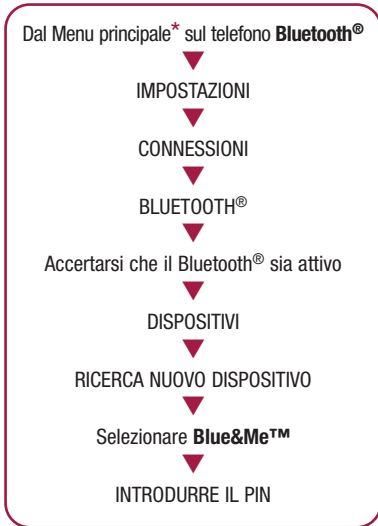 Dal Menu principale* sul telefono Bluetooth®
IMPOSTAZIONI
CONNESSIONI
BLUETOOTH®
Accertarsi che il Bluetooth® sia attivo
DISPOSITIVI
RICERCA NUOVO DISPOSITIVO
Selezionare Blue&Me™
INTRODURRE IL PIN